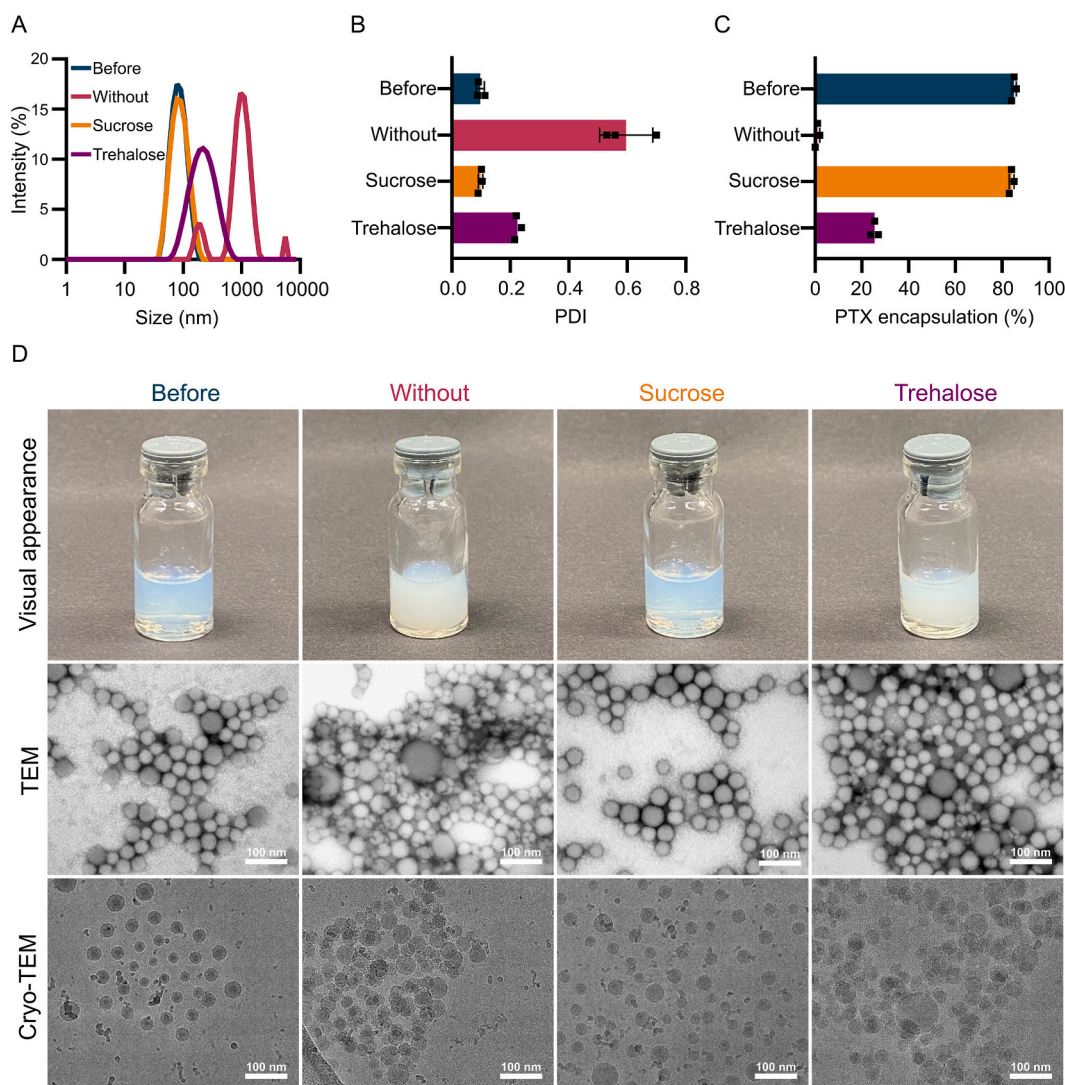 A
20
15
10
5
0
Intensity (%)
Before
Without
Sucrose
Trehalose
1
10
100
1000
10000
Size (nm)
B
Before
Without
Sucrose
Trehalose
0.0
0.2
0.4
0.6
0.8
PDI
C
Before
Without
Sucrose
Trehalose
0
20
40
60
80
100
PTX encapsulation (%)
D
Before
Without
Sucrose
Trehalose
Visual appearance
TEM
100 nm
100 nm
100 nm
100 nm
Cryo-TEM
100 nm
100 nm
100 nm
100 nm